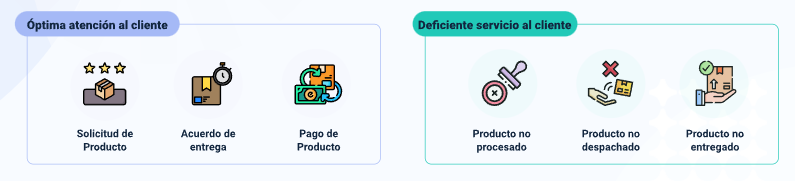 Óptima atención al cliente
Solicitud de
Producto
Acuerdo de
entrega
Pago de
Producto
Deficiente servicio al cliente
Producto no
procesado
Producto no
despachado
Producto no
entregado